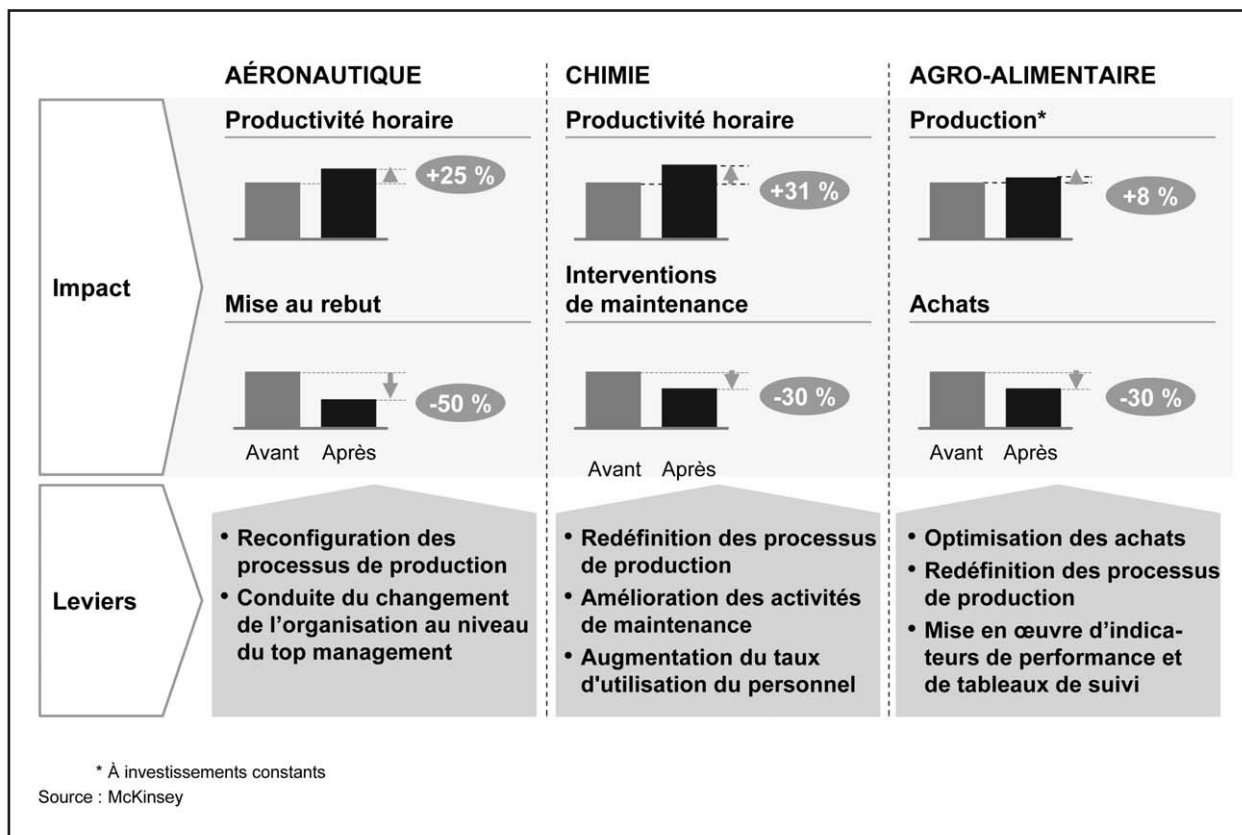 AÉRONAUTIQUE
CHIMIE
AGRO-ALIMENTAIRE
Impact
Productivité horaire
+25 %
Mise au rebut
-50 %
Avant Après
Productivité horaire
+31 %
Interventions
de maintenance
-30 %
Avant Après
Production*
+8 %
Achats
-30 %
Avant Après
Leviers
• Reconfiguration des
processus de production
• Conduite du changement
de l’organisation au niveau
du top management
• Redéfinition des processus
de production
• Amélioration des activités
de maintenance
• Augmentation du taux
d'utilisation du personnel
• Optimisation des achats
• Redéfinition des processus
de production
• Mise en œuvre d’indica-
teurs de performance et
de tableaux de suivi
* À investissements constants
Source : McKinsey